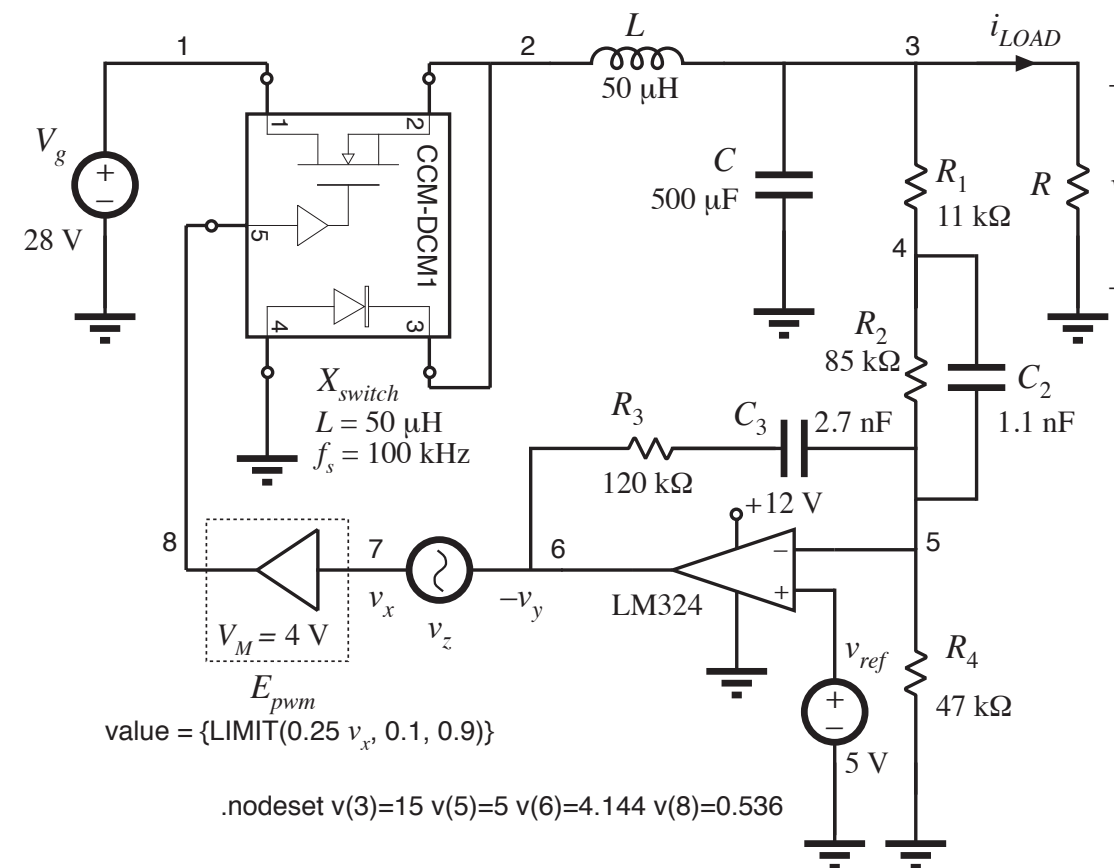 1
2
L
50 µH
3
i_LOAD
V_g
+
−
28 V
1
2
CCM-DCM1
5
4
3
X_switch
L = 50 µH
f_s = 100 kHz
C
500 µF
R_1
11 kΩ
R
4
R_2
85 kΩ
C_2
1.1 nF
R_3
120 kΩ
C_3
2.7 nF
+12 V
8
7
6
5
−
+
LM324
v_x
v_z
−v_y
V_M = 4 V
E_pwm
value = {LIMIT(0.25 v_x, 0.1, 0.9)}
v_ref
+
−
5 V
R_4
47 kΩ
.nodeset v(3)=15 v(5)=5 v(6)=4.144 v(8)=0.536